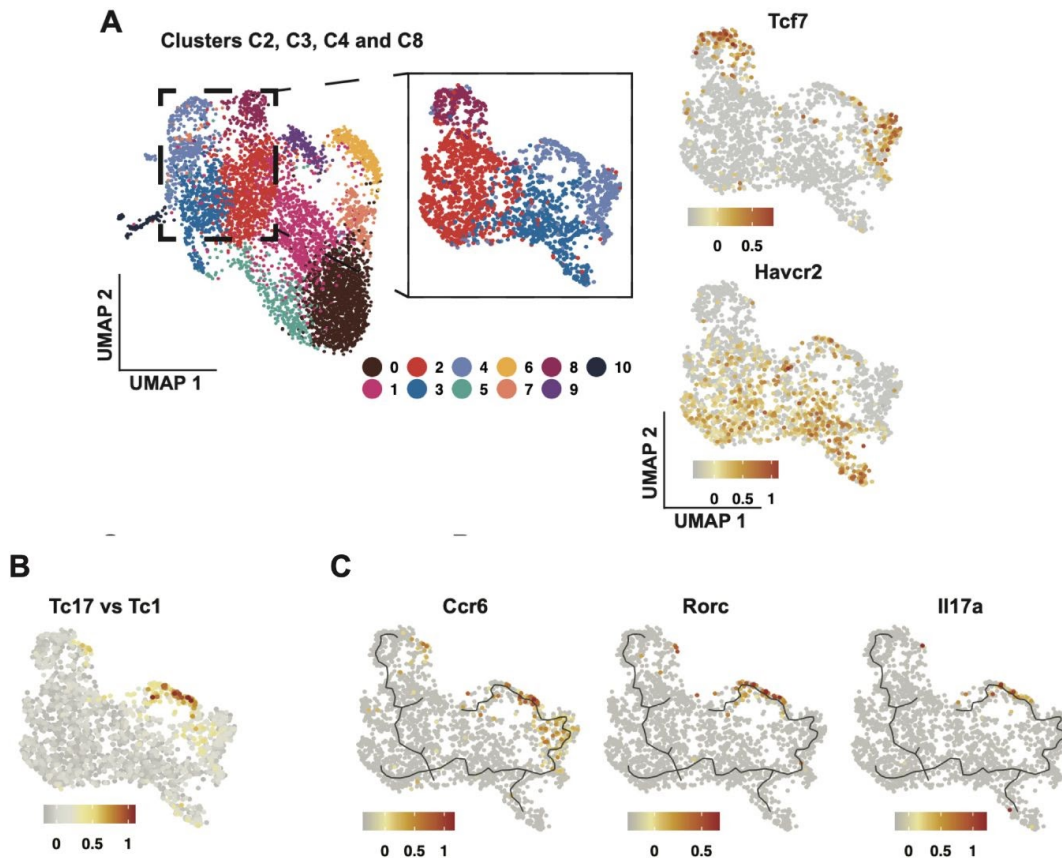 A
Clusters C2, C3, C4 and C8
UMAP 2
UMAP 1
0 2 4 6 8 10
1 3 5 7 9
Tcf7
0 0.5
Havcr2
0 0.5 1
UMAP 2
UMAP 1
B
Tc17 vs Tc1
0 0.5 1
C
Ccr6
0 0.5 1
Rorc
0 0.5
Il17a
0 0.5 1